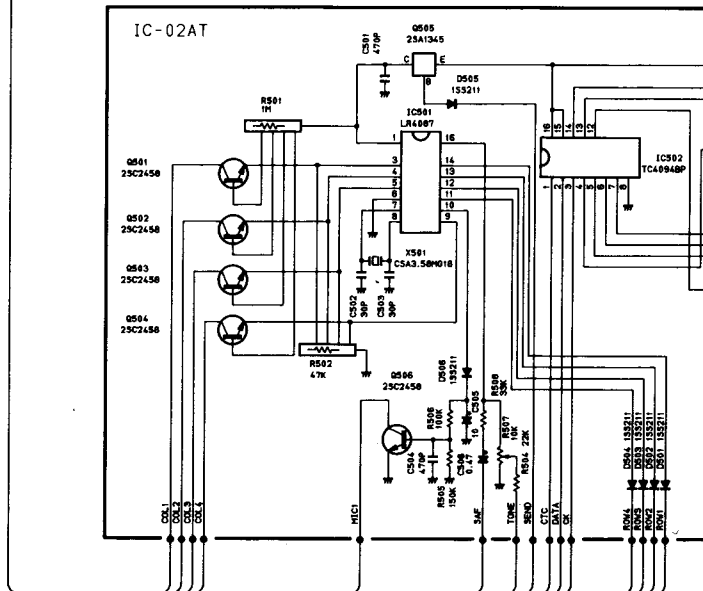 IC-02AT
C501
470P
Q505
2SA1345
C
E
B
D505
1SS211
R501
1M
IC501
LR4087
1
3
4
5
6
7
8
16
14
13
12
11
10
9
Q501
2SC2458
Q502
2SC2458
Q503
2SC2458
Q504
2SC2458
X501
CSA3.58MG18
C502
30P
C503
30P
R502
47K
16
15
14
13
12
IC502
TC4094BP
1
2
3
4
5
6
7
8
Q506
2SC2458
D506
1SS211
C505
10
R508
33K
R506
100K
R507
10K
R504
22K
C504
470P
R505
150K
C506
0.47
D504 1SS211
D503 1SS211
D502 1SS211
D501 1SS211
COL1
COL2
COL3
COL4
MIC1
SAF
TONE
SEND
CTC
DATA
CK
ROW4
ROW3
ROW2
ROW1